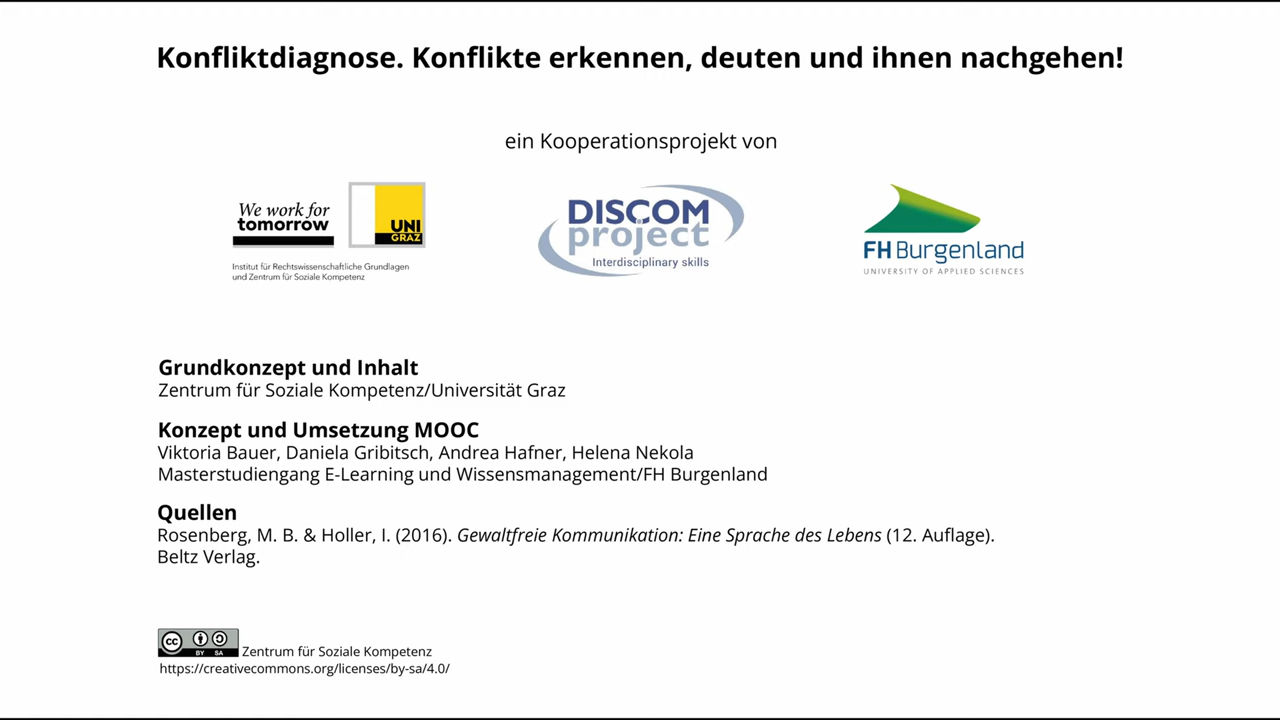 Konfliktdiagnose. Konflikte erkennen, deuten und ihnen nachgehen!
ein Kooperationsprojekt von
We work for
tomorrow
UNI
GRAZ
Institut für Rechtswissenschaftliche Grundlagen
und Zentrum für Soziale Kompetenz
DISCOM
project
Interdisciplinary skills
FH Burgenland
UNIVERSITY OF APPLIED SCIENCES
Grundkonzept und Inhalt
Zentrum für Soziale Kompetenz/Universität Graz
Konzept und Umsetzung MOOC
Viktoria Bauer, Daniela Gribitsch, Andrea Hafner, Helena Nekola
Masterstudiengang E-Learning und Wissensmanagement/FH Burgenland
Quellen
Rosenberg, M. B. & Holler, I. (2016). Gewaltfreie Kommunikation: Eine Sprache des Lebens (12. Auflage).
Beltz Verlag.
cc BY SA Zentrum für Soziale Kompetenz
https://creativecommons.org/licenses/by-sa/4.0/